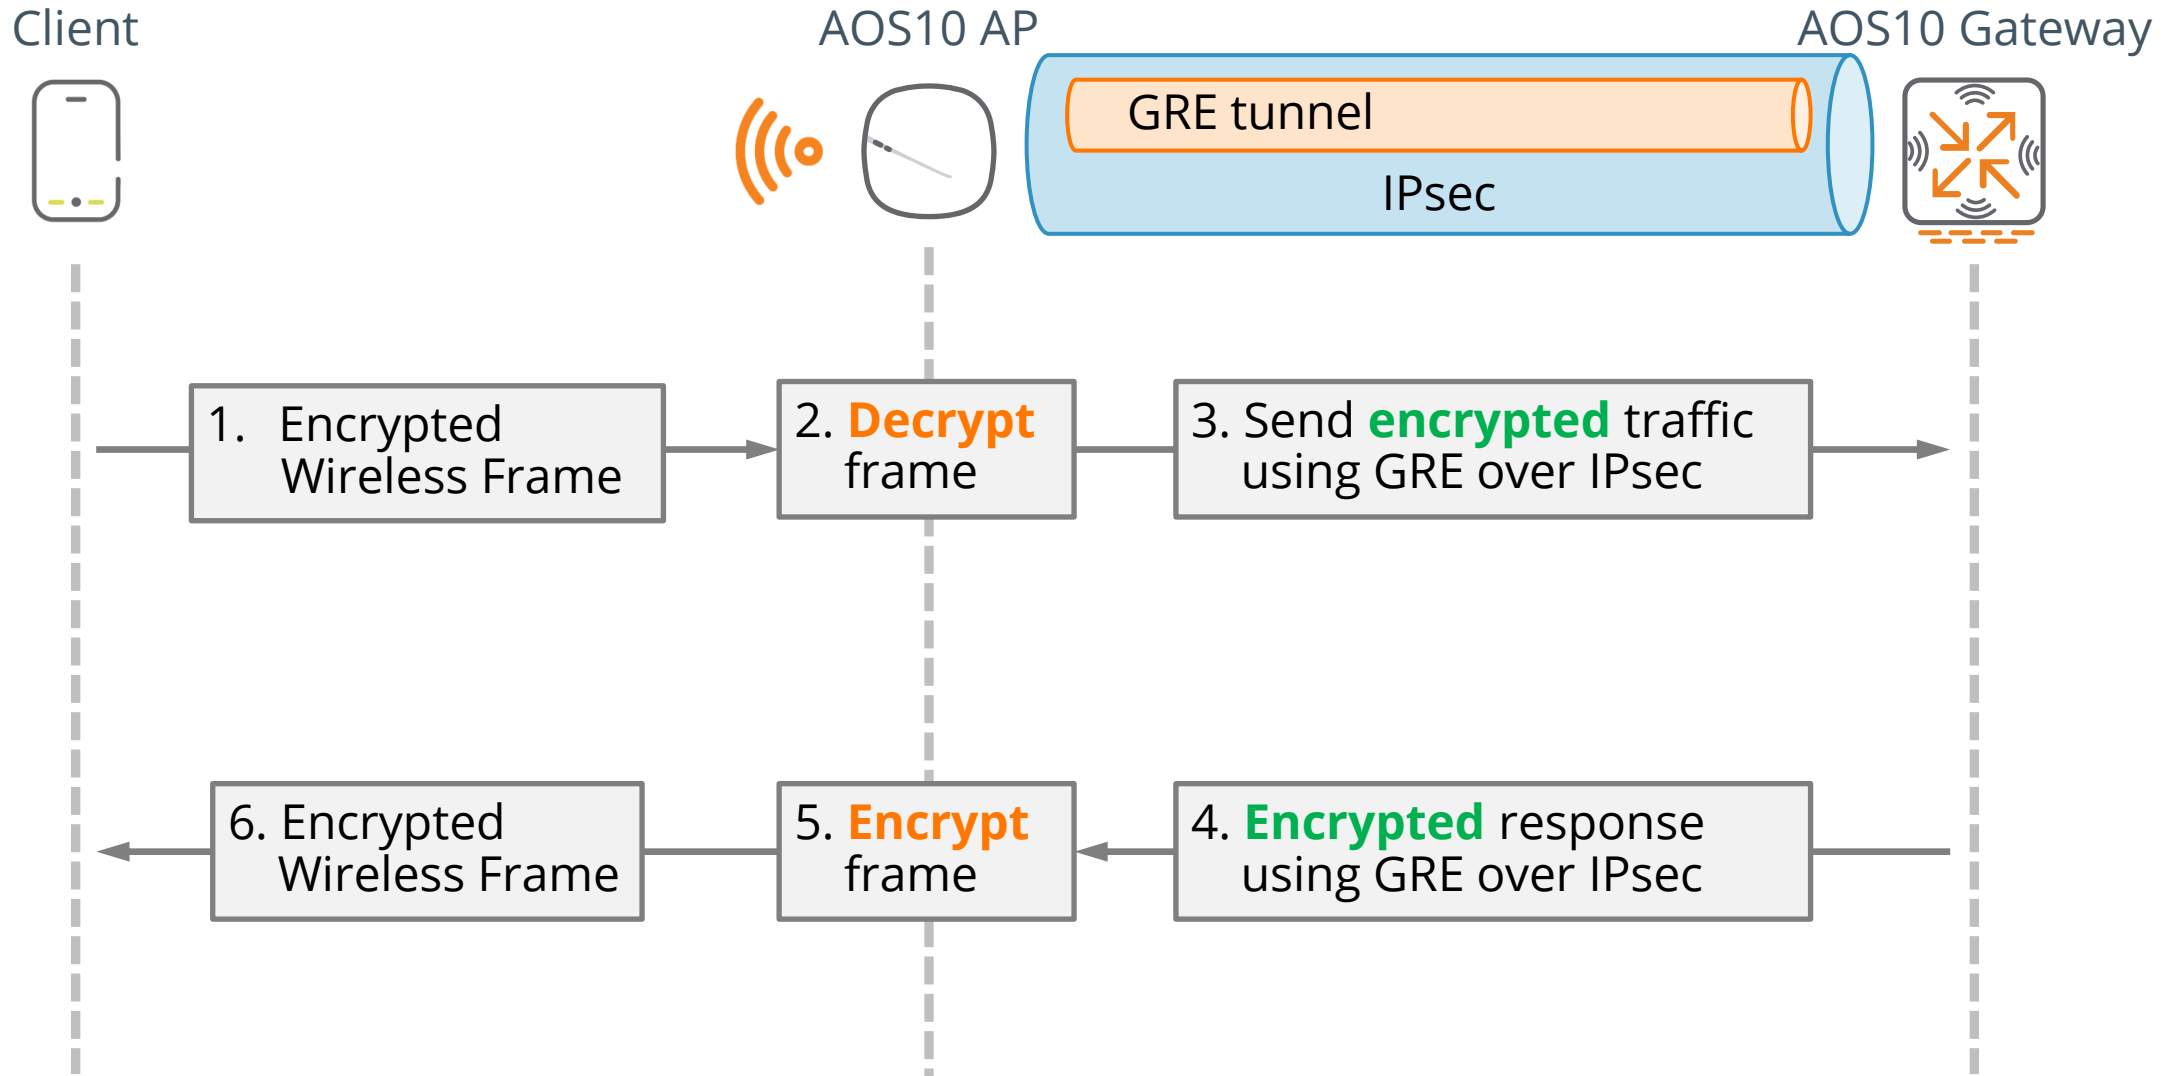 Client
AOS10 AP
AOS10 Gateway
GRE tunnel
IPsec
1. Encrypted
Wireless Frame
2. Decrypt
frame
3. Send encrypted traffic
using GRE over IPsec
6. Encrypted
Wireless Frame
5. Encrypt
frame
4. Encrypted response
using GRE over IPsec